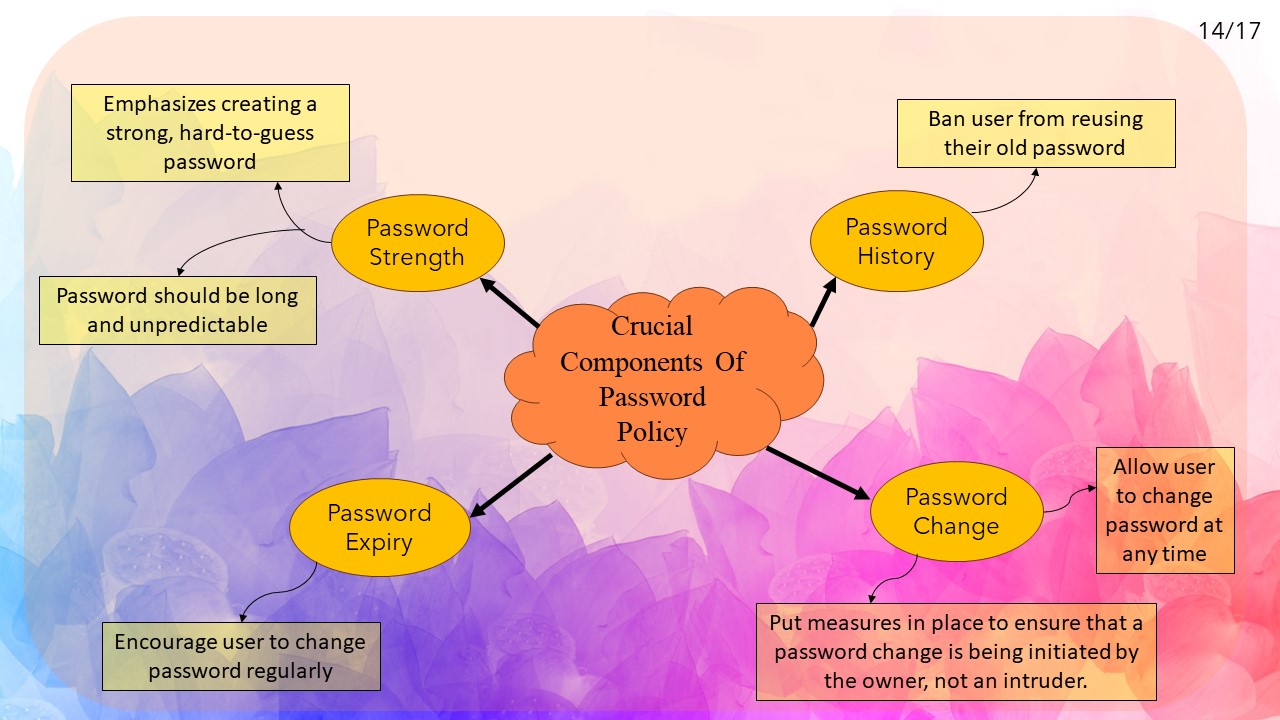 14/17
Emphasizes creating a
strong, hard-to-guess
password
Password
Strength
Password should be long
and unpredictable
Ban user from reusing
their old password
Password
History
Crucial
Components Of
Password
Policy
Password
Expiry
Encourage user to change
password regularly
Password
Change
Allow user
to change
password at
any time
Put measures in place to ensure that a
password change is being initiated by
the owner, not an intruder.